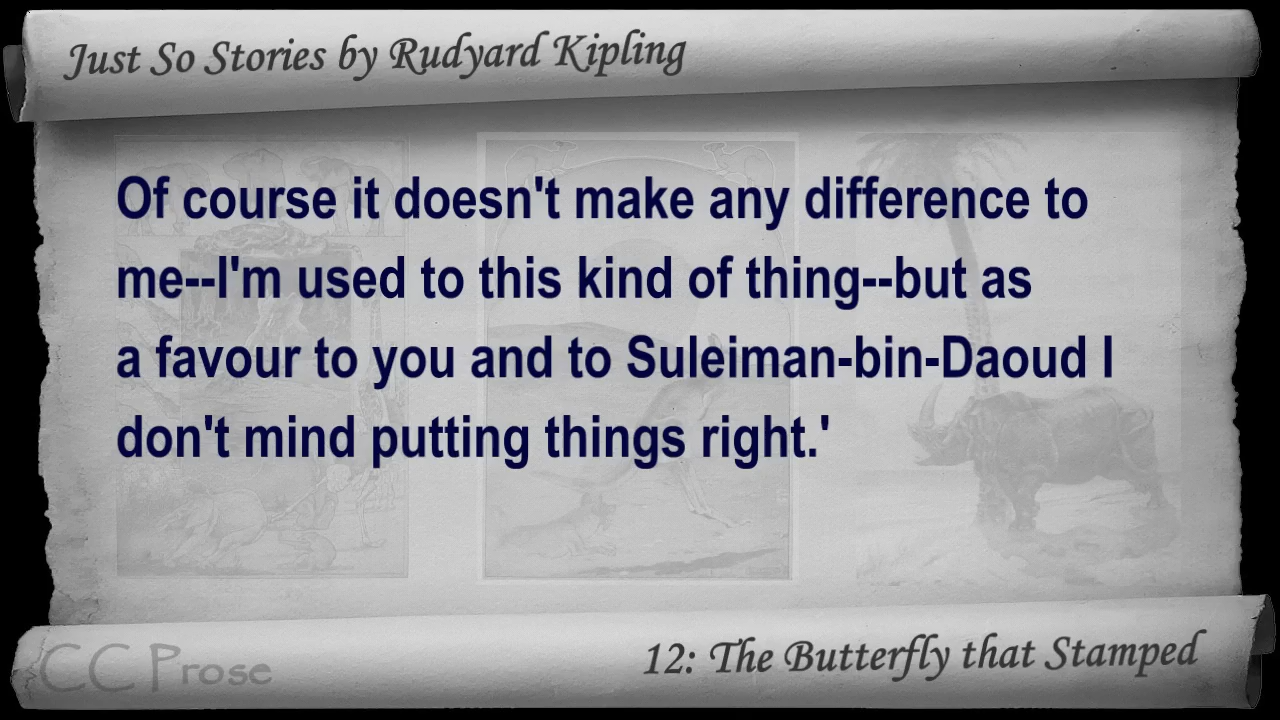 Just So Stories by Rudyard Kipling
Of course it doesn't make any difference to
me--I'm used to this kind of thing--but as
a favour to you and to Suleiman-bin-Daoud I
don't mind putting things right.'
12: The Butterfly that Stamped
CC Prose